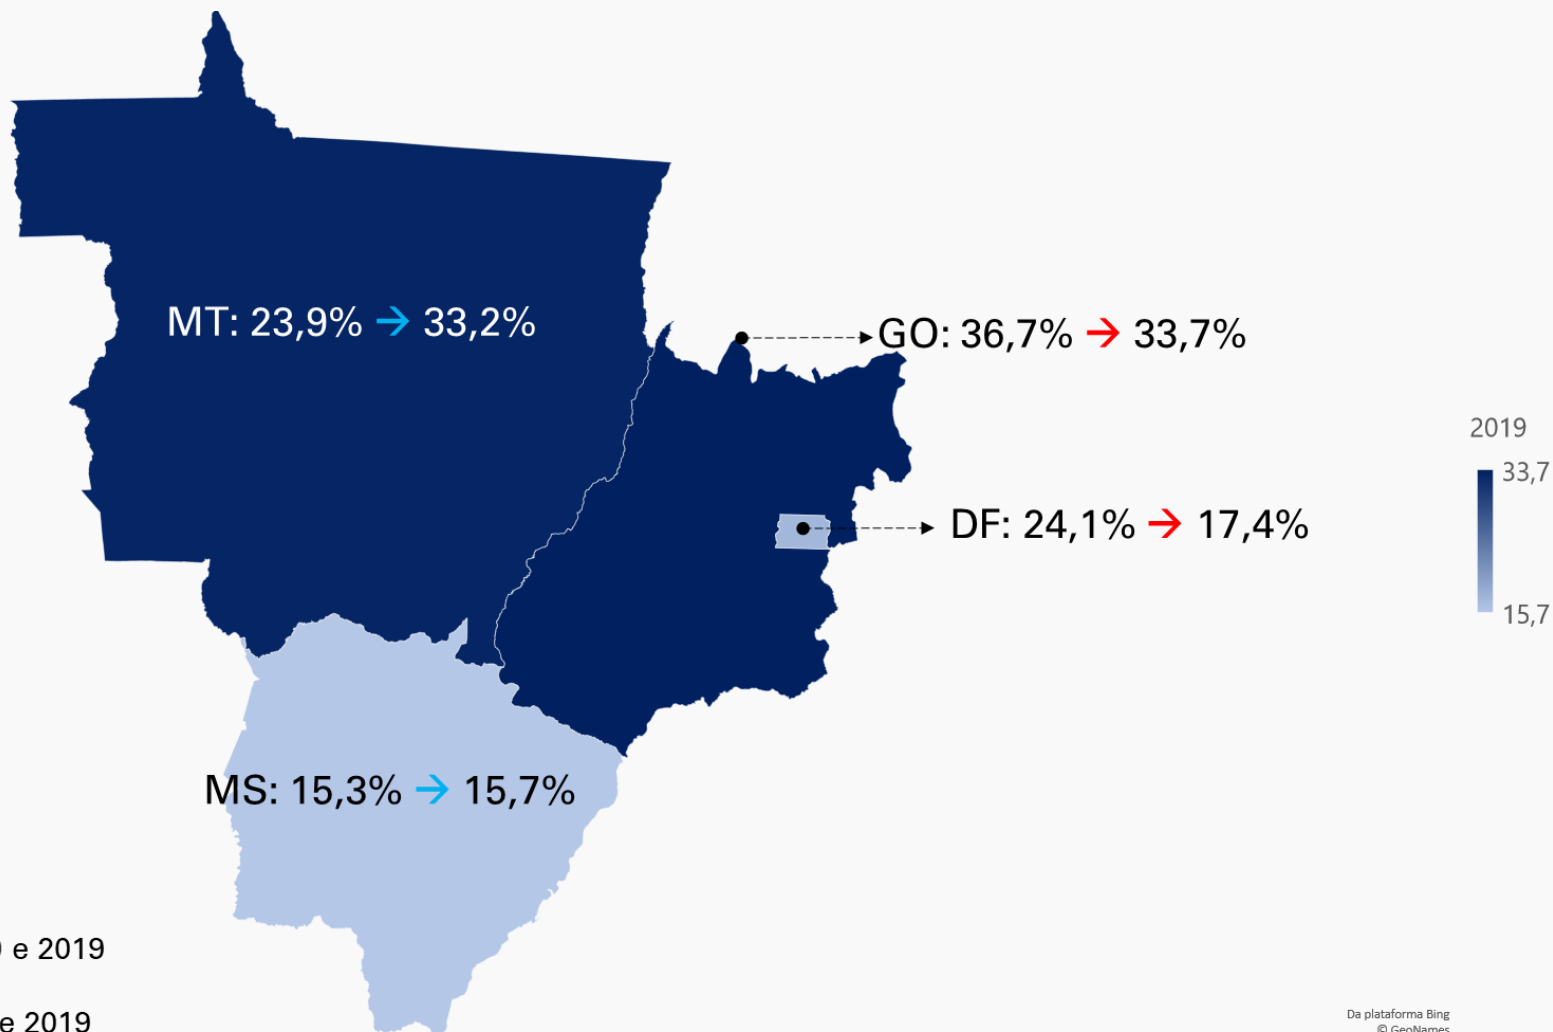 MT: 23,9% → 33,2%
GO: 36,7% → 33,7%
2019
33,7
DF: 24,1% → 17,4%
15,7
MS: 15,3% → 15,7%
e 2019
e 2019
Da plataforma Bing
© GeoNames